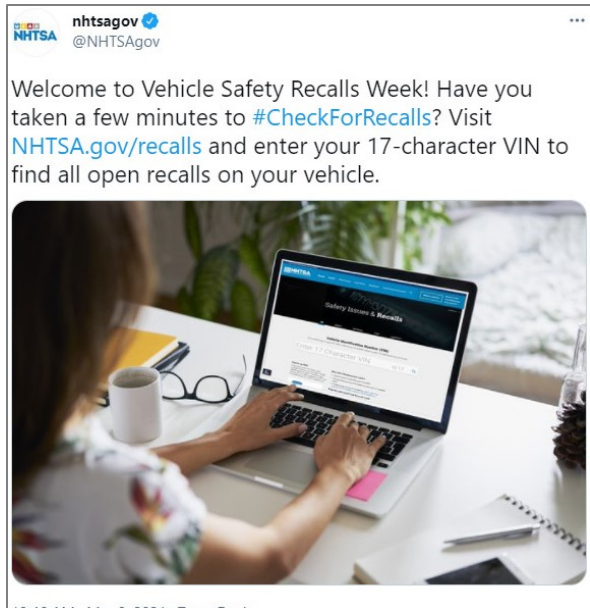 NHTSA
nhtsagov
@NHTSAgov
Welcome to Vehicle Safety Recalls Week! Have you
taken a few minutes to #CheckForRecalls? Visit
NHTSA.gov/recalls and enter your 17-character VIN to
find all open recalls on your vehicle.
NHTSA
Safety Issues & Recalls
Enter 17-Character VIN